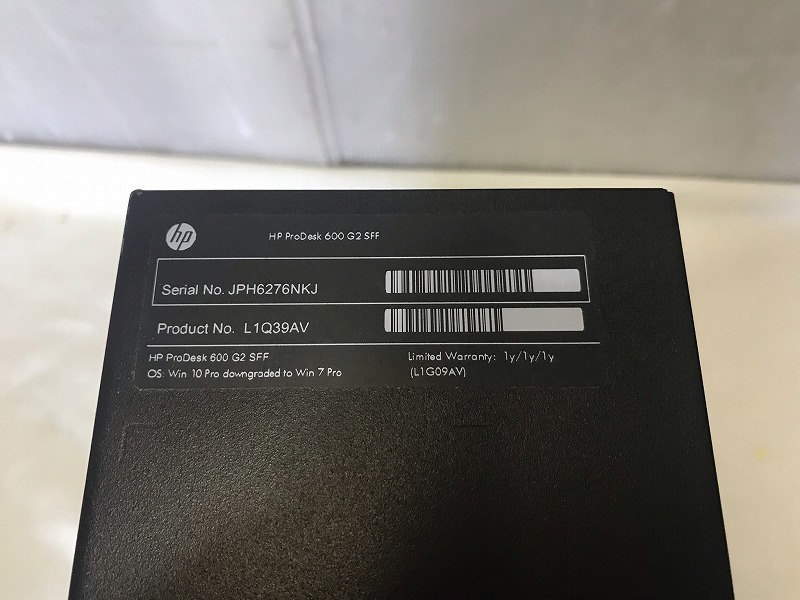 hp
HP ProDesk 600 G2 SFF
Serial No. JPH6276NKJ
Product No. L1Q39AV
HP ProDesk 600 G2 SFF
OS: Win 10 Pro downgraded to Win 7 Pro
Limited Warranty: 1y/1y/1y
(L1G09AV)